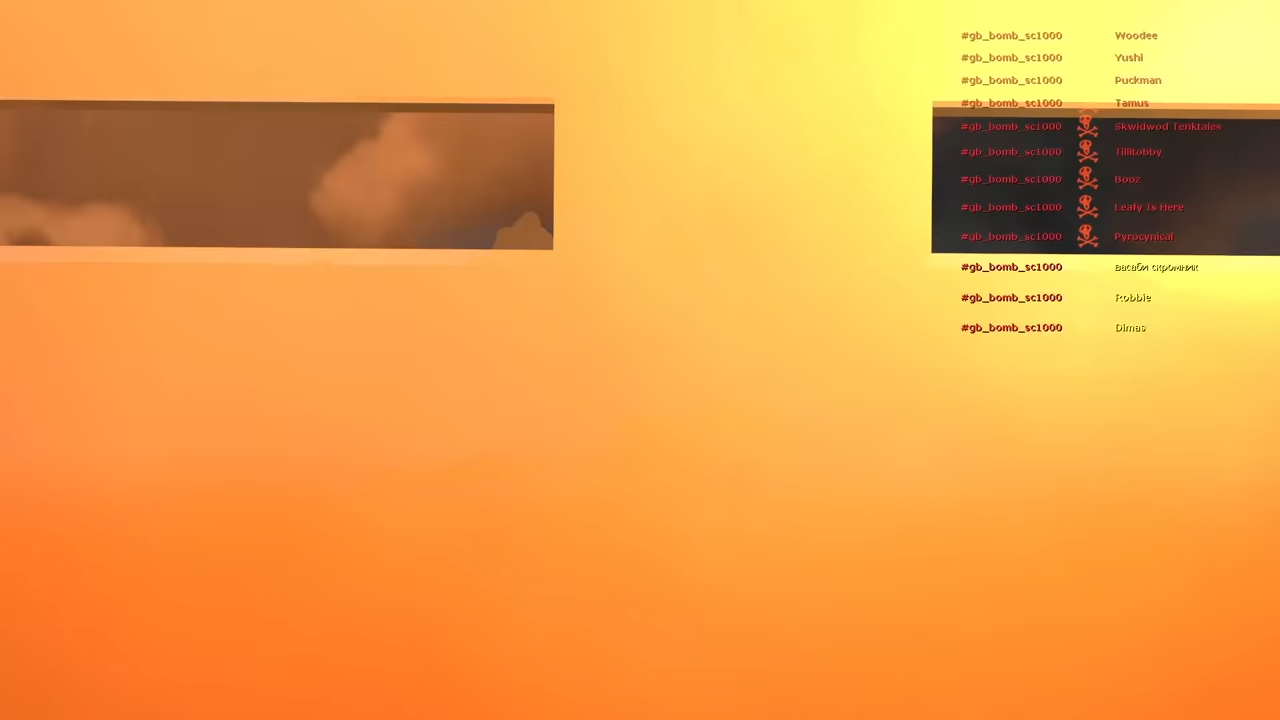 #gb_bomb_sc1000 Woodee
#gb_bomb_sc1000 Yushi
#gb_bomb_sc1000 Puckman
#gb_bomb_sc1000 Tamus
#gb_bomb_sc1000 Skwidwod Tenktales
#gb_bomb_sc1000 Tillitobby
#gb_bomb_sc1000 Booz
#gb_bomb_sc1000 Leafy Is Here
#gb_bomb_sc1000 Pyrocynical
#gb_bomb_sc1000 васаби скромник
#gb_bomb_sc1000 Robbie
#gb_bomb_sc1000 Dimas